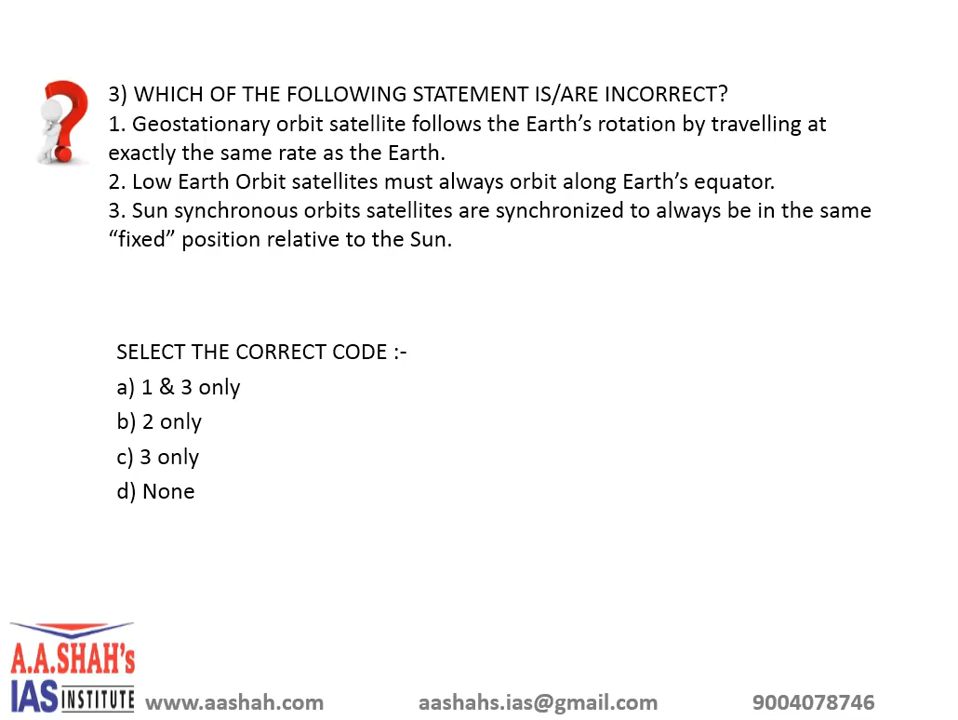 3) WHICH OF THE FOLLOWING STATEMENT IS/ARE INCORRECT?
1. Geostationary orbit satellite follows the Earth’s rotation by travelling at
exactly the same rate as the Earth.
2. Low Earth Orbit satellites must always orbit along Earth’s equator.
3. Sun synchronous orbits satellites are synchronized to always be in the same
“fixed” position relative to the Sun.
SELECT THE CORRECT CODE :-
a) 1 & 3 only
b) 2 only
c) 3 only
d) None
A.A.SHAH’s
IAS INSTITUTE
www.aashah.com aashahs.ias@gmail.com 9004078746